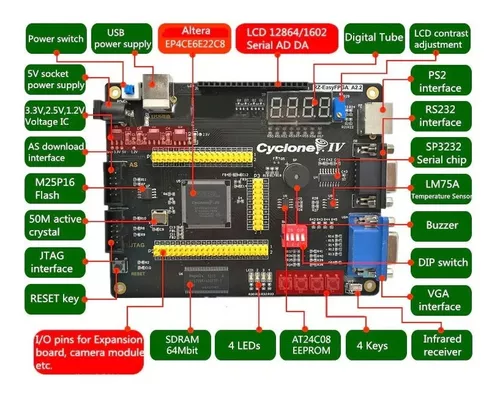 Power switch
USB
power supply
Altera
EP4CE6E22C8
LCD 12864/1602
Serial AD DA
Digital Tube
LCD contrast
adjustment
5V socket
power supply
RZ-EasyFPGA A2.2
PS2
interface
3.3V,2.5V,1.2V
Voltage IC
RS232
interface
AS download
interface
Cyclone IV
SP3232
Serial chip
AS
M25P16
Flash
LM75A
Temperature Sensor
50M active
crystal
Buzzer
JTAG
JTAG
interface
DIP switch
RESET
RESET key
VGA
interface
I/O pins for Expansion
board, camera module
etc.
SDRAM
64Mbit
4 LEDs
AT24C08
EEPROM
4 Keys
Infrared
receiver